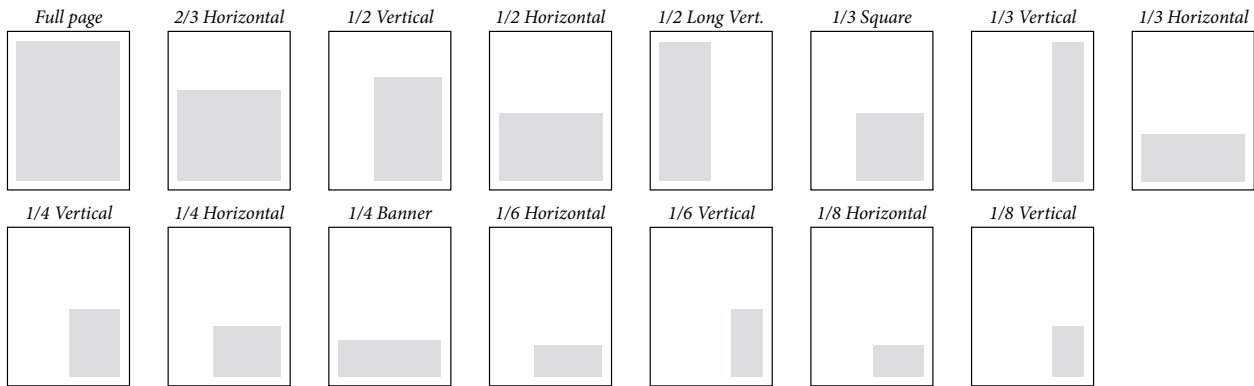 Full page 2/3 Horizontal 1/2 Vertical 1/2 Horizontal 1/2 Long Vert. 1/3 Square 1/3 Vertical 1/3 Horizontal
1/4 Vertical 1/4 Horizontal 1/4 Banner 1/6 Horizontal 1/6 Vertical 1/8 Horizontal 1/8 Vertical